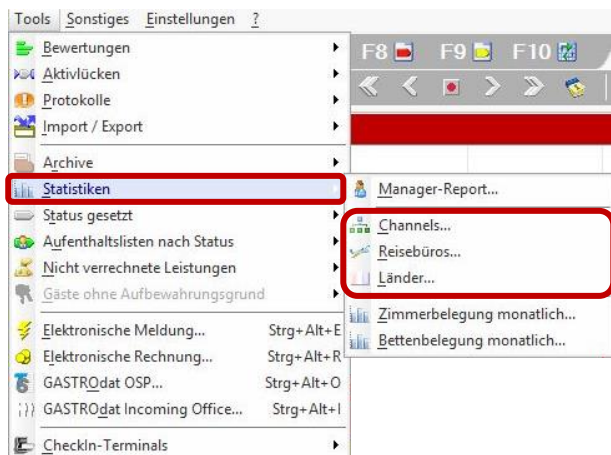 Tools Sonstiges Einstellungen ?
Bewertungen
Aktivlücken
Protokolle
Import / Export
Archive
Statistiken
Status gesetzt
Aufenthaltslisten nach Status
Nicht verrechnete Leistungen
Gäste ohne Aufbewahrungsgrund
Elektronische Meldung... Strg+Alt+E
Elektronische Rechnung... Strg+Alt+R
GASTROdat OSP... Strg+Alt+O
GASTROdat Incoming Office... Strg+Alt+I
CheckIn-Terminals
F8 F9 F10
Manager-Report...
Channels...
Reisebüros...
Länder...
Zimmerbelegung monatlich...
Bettenbelegung monatlich...